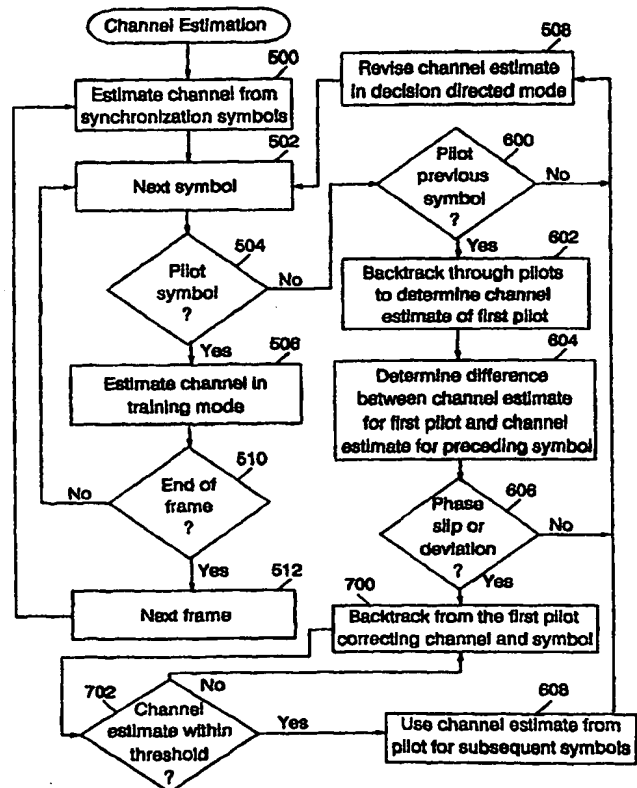 Channel Estimation
500
Estimate channel from
synchronization symbols
502
Next symbol
504
Pilot
symbol
?
No
Yes
506
Estimate channel in
training mode
510
End of
frame
?
No
Yes
512
Next frame
508
Revise channel estimate
in decision directed mode
600
Pilot
previous
symbol
?
No
Yes
602
Backtrack through pilots
to determine channel
estimate of first pilot
604
Determine difference
between channel estimate
for first pilot and channel
estimate for preceding symbol
606
Phase
slip or
deviation
?
No
Yes
700
Backtrack from the first pilot
correcting channel and symbol
702
Channel
estimate within
threshold
?
No
Yes
608
Use channel estimate from
pilot for subsequent symbols